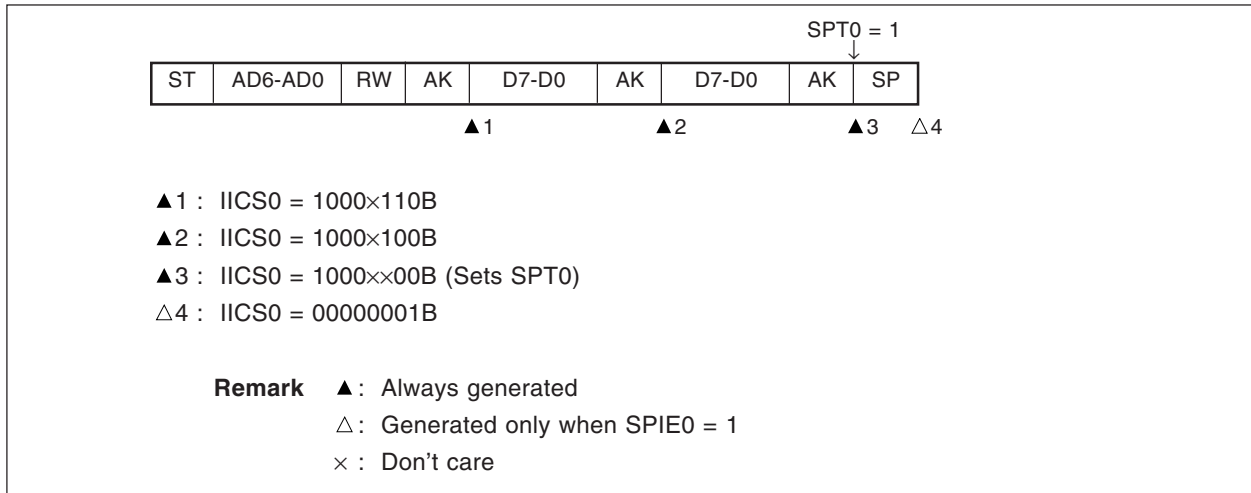 SPT0 = 1
↓
ST AD6-AD0 RW AK D7-D0 AK D7-D0 AK SP
▲1 ▲2 ▲3 △4
▲1 : IICS0 = 1000×110B
▲2 : IICS0 = 1000×100B
▲3 : IICS0 = 1000××00B (Sets SPT0)
△4 : IICS0 = 00000001B
Remark ▲ : Always generated
△ : Generated only when SPIE0 = 1
× : Don't care